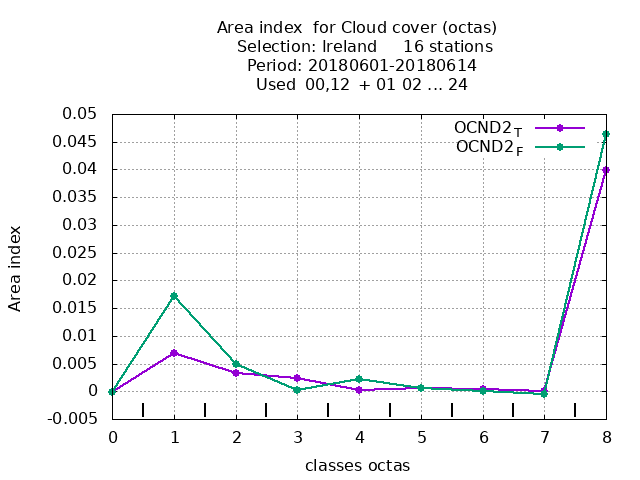 Area index  for Cloud cover (octas)
Selection: Ireland     16 stations
Period: 20180601-20180614
Used  00,12  + 01 02 ... 24
OCND2_T
OCND2_F
0.05
0.045
0.04
0.035
0.03
0.025
0.02
0.015
0.01
0.005
0
-0.005
Area index
0 1 2 3 4 5 6 7 8
classes octas